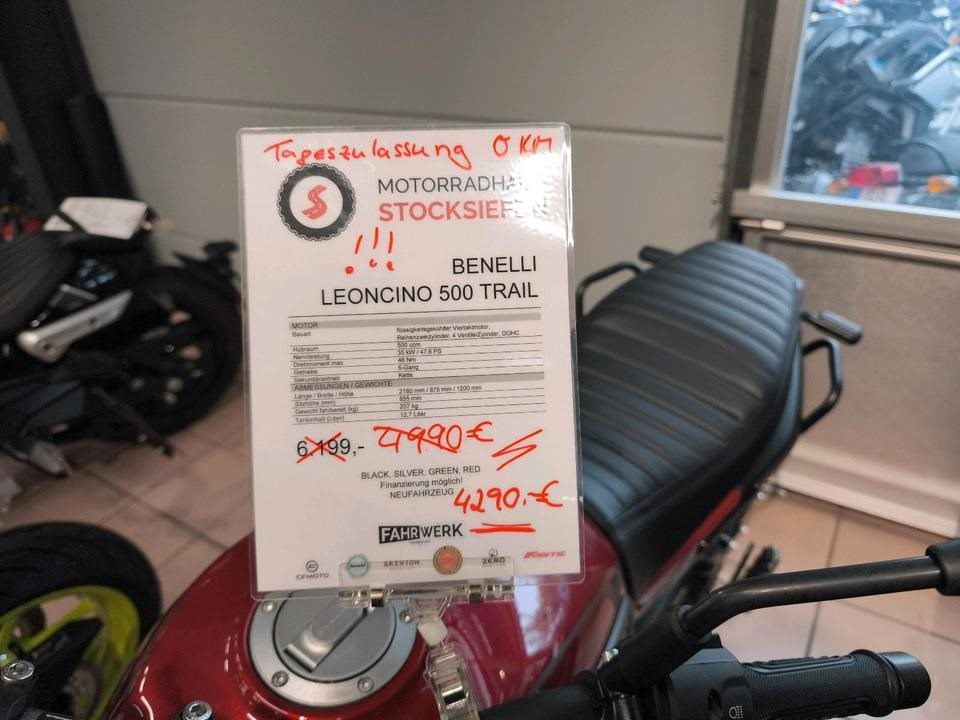 Tageszulassung 0 KM
MOTORRADHA
STOCKSIEF
!!!
BENELLI
LEONCINO 500 TRAIL
MOTOR
Bauart flüssigkeitsgekühlter Viertaktmotor,
Reihenzweizylinder, 4 Ventile/Zylinder, DOHC
Hubraum 500 ccm
Nennleistung 35 kW / 47,6 PS
Drehmoment max 46 Nm
Getriebe 6-Gang
Sekundärantrieb Kette
ABMESSUNGEN / GEWICHTE
Länge / Breite / Höhe 2180 mm / 875 mm / 1200 mm
Sitzhöhe (mm) 855 mm
Gewicht fahrbereit (kg) 207 kg
Tankinhalt (Liter) 12,7 Liter
6.199,- 4990€
BLACK, SILVER, GREEN, RED
Finanzierung möglich!
NEUFAHRZEUG 4290.-€
FAHRWERK
CFMOTO BRIXTON ZERO FANTIC